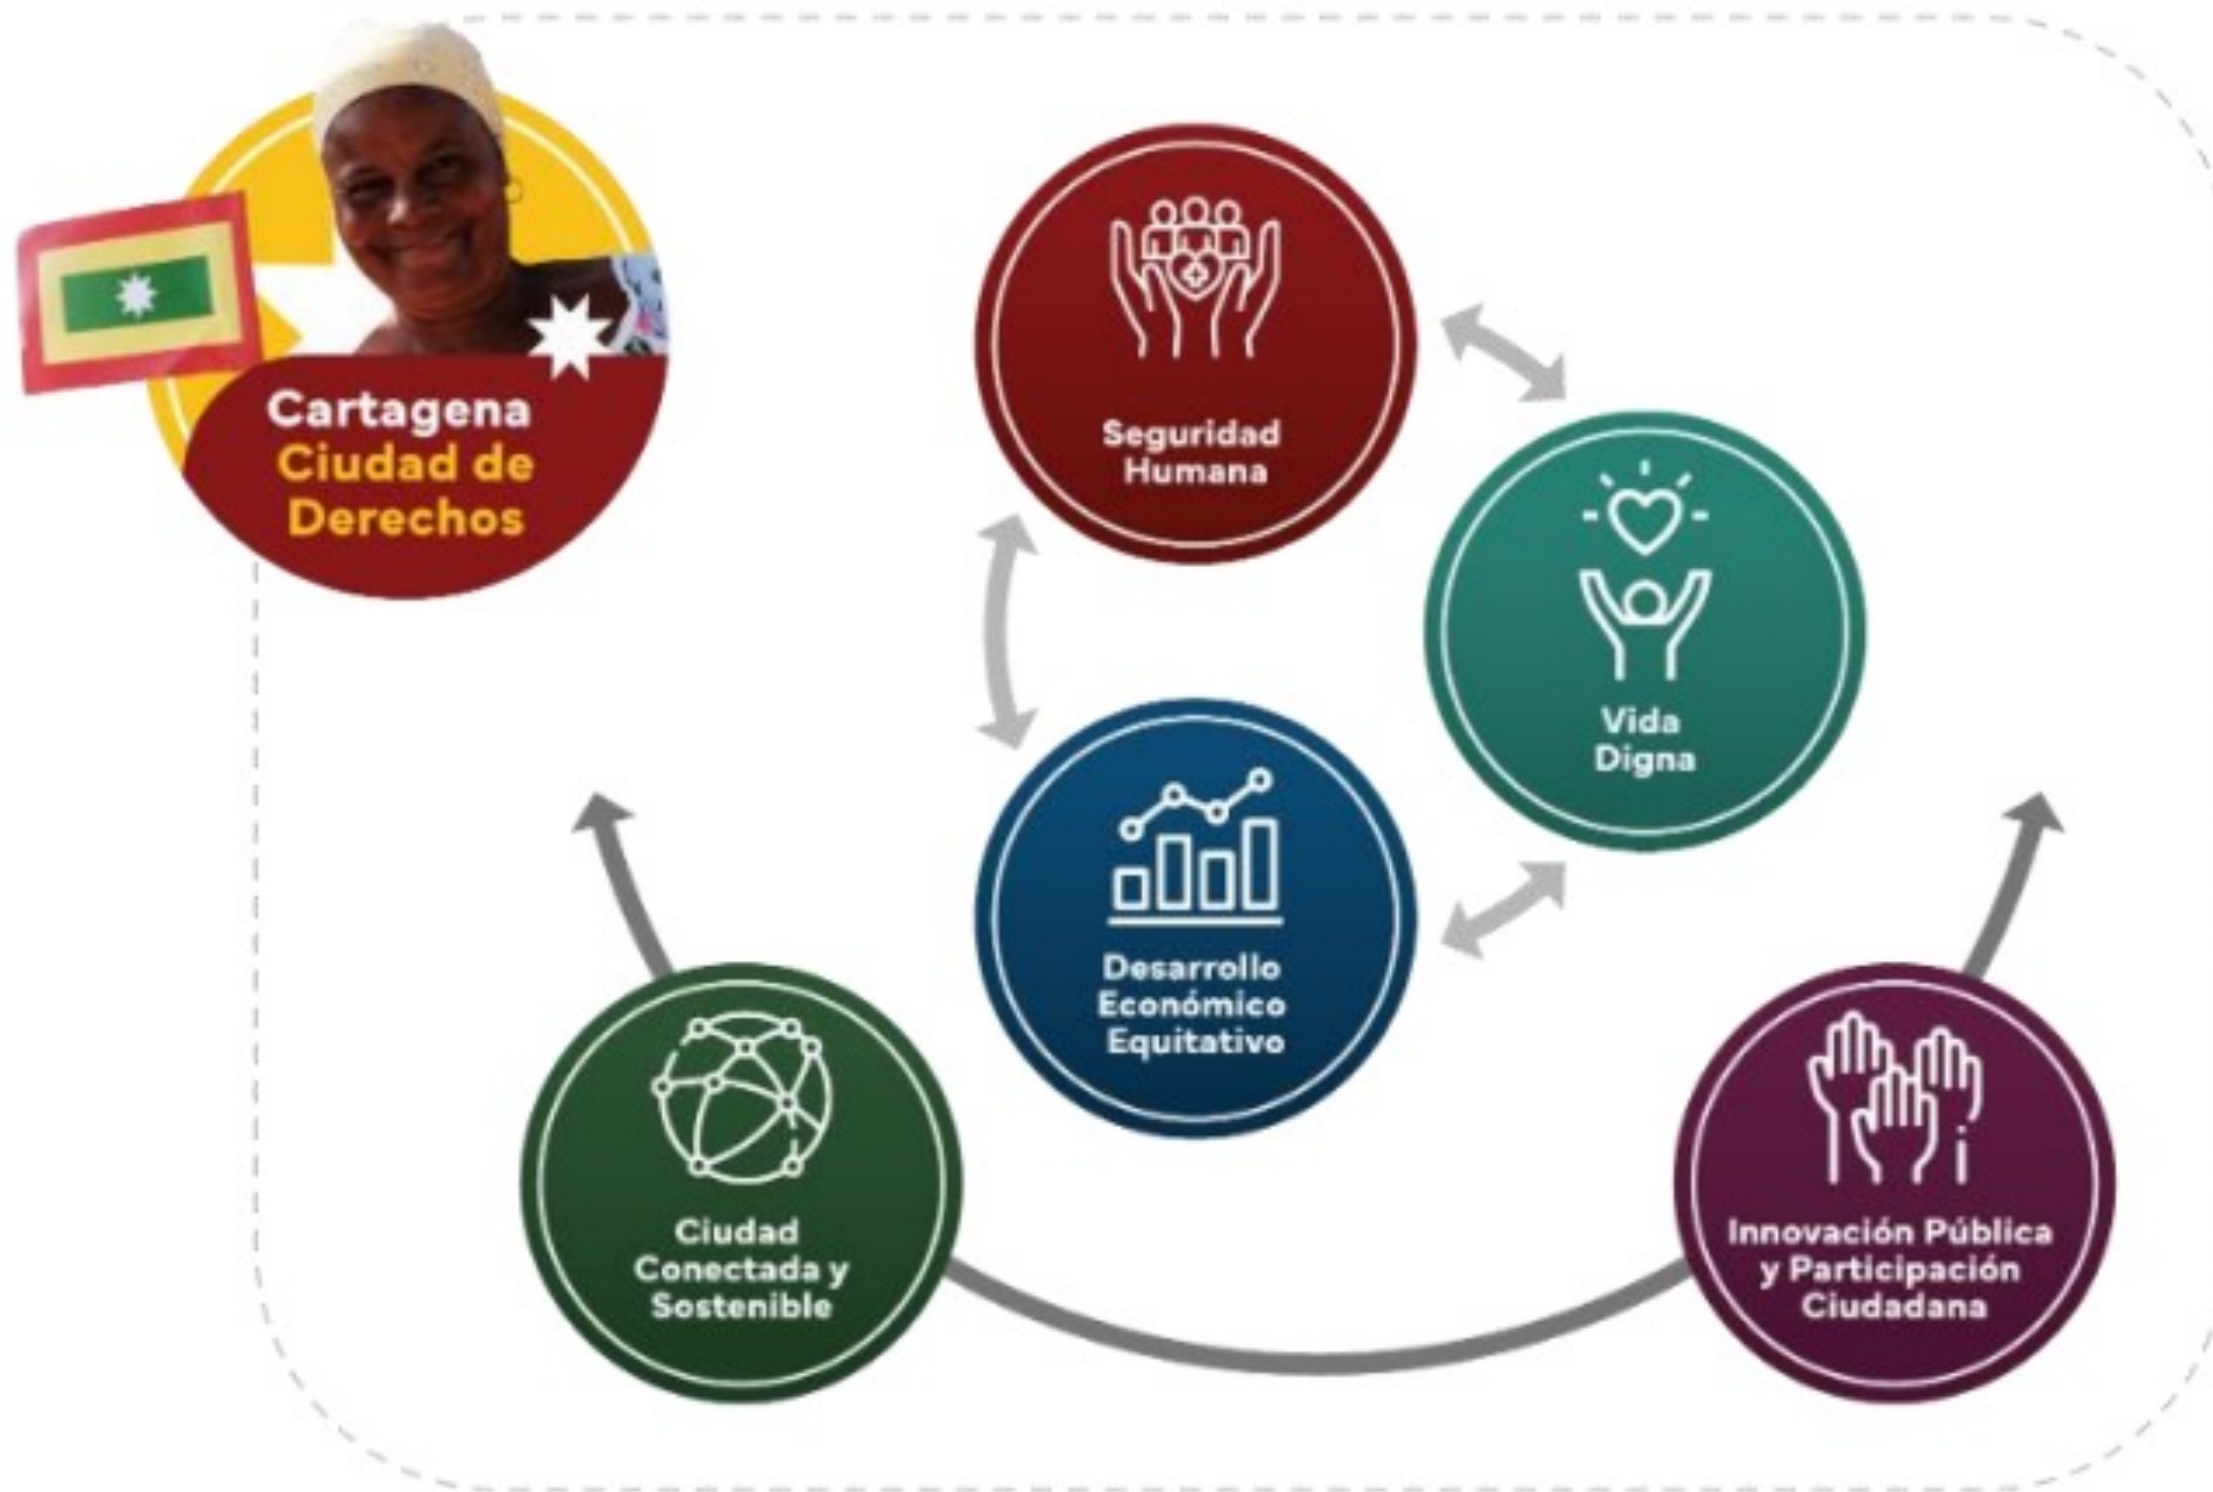 Cartagena
Ciudad de
Derechos
Seguridad
Humana
Vida
Digna
Desarrollo
Económico
Equitativo
Ciudad
Conectada y
Sostenible
Innovación Pública
y Participación
Ciudadana